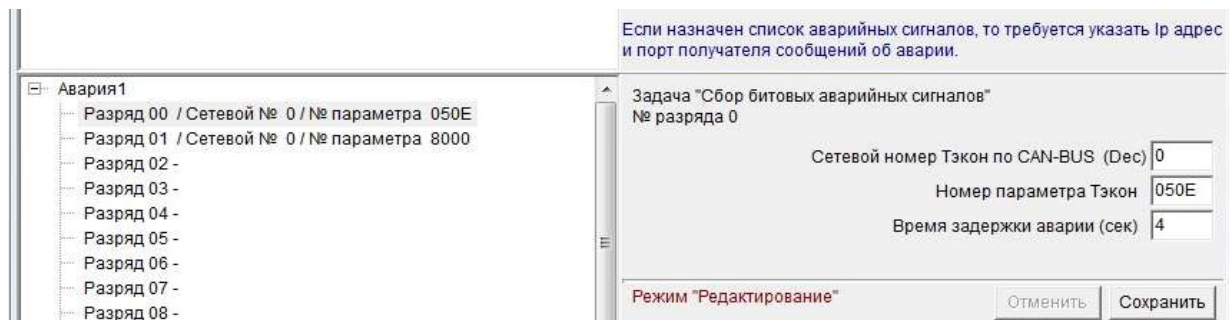 Если назначен список аварийных сигналов, то требуется указать Ip адрес
и порт получателя сообщений об аварии.
Авария1
Разряд 00 / Сетевой № 0 / № параметра 050E
Разряд 01 / Сетевой № 0 / № параметра 8000
Разряд 02 -
Разряд 03 -
Разряд 04 -
Разряд 05 -
Разряд 06 -
Разряд 07 -
Разряд 08 -
Задача "Сбор битовых аварийных сигналов"
№ разряда 0
Сетевой номер Тэкон по CAN-BUS (Dec) 0
Номер параметра Тэкон 050E
Время задержки аварии (сек) 4
Режим "Редактирование"
Отменить
Сохранить